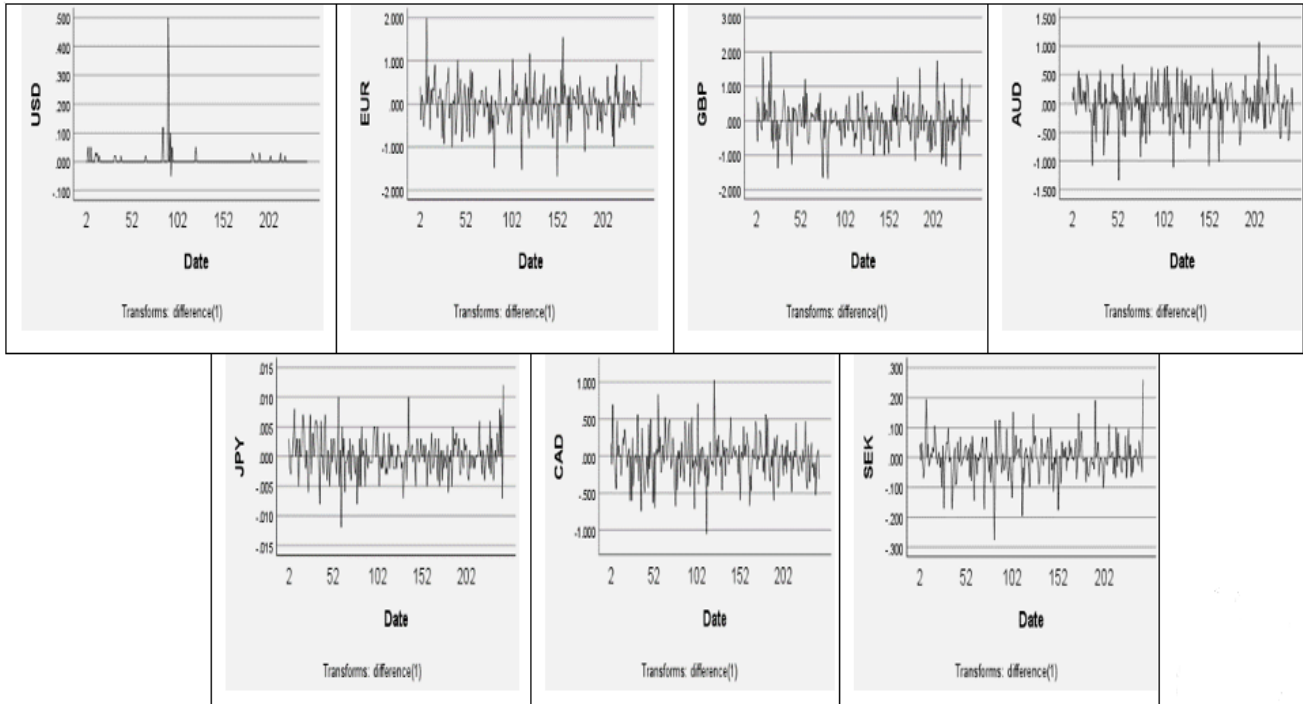 USD
.500
.400
.300
.200
.100
.000
-.100
2 52 102 152 202
Date
Transforms: difference(1)
EUR
2.000
1.000
.000
-1.000
-2.000
2 52 102 152 202
Date
Transforms: difference(1)
GBP
3.000
2.000
1.000
.000
-1.000
-2.000
2 52 102 152 202
Date
Transforms: difference(1)
AUD
1.500
1.000
.500
.000
-.500
-1.000
-1.500
2 52 102 152 202
Date
Transforms: difference(1)
JPY
.015
.010
.005
.000
-.005
-.010
-.015
2 52 102 152 202
Date
Transforms: difference(1)
CAD
1.000
.500
.000
-.500
-1.000
2 52 102 152 202
Date
Transforms: difference(1)
SEK
.300
.200
.100
.000
-.100
-.200
-.300
2 52 102 152 202
Date
Transforms: difference(1)